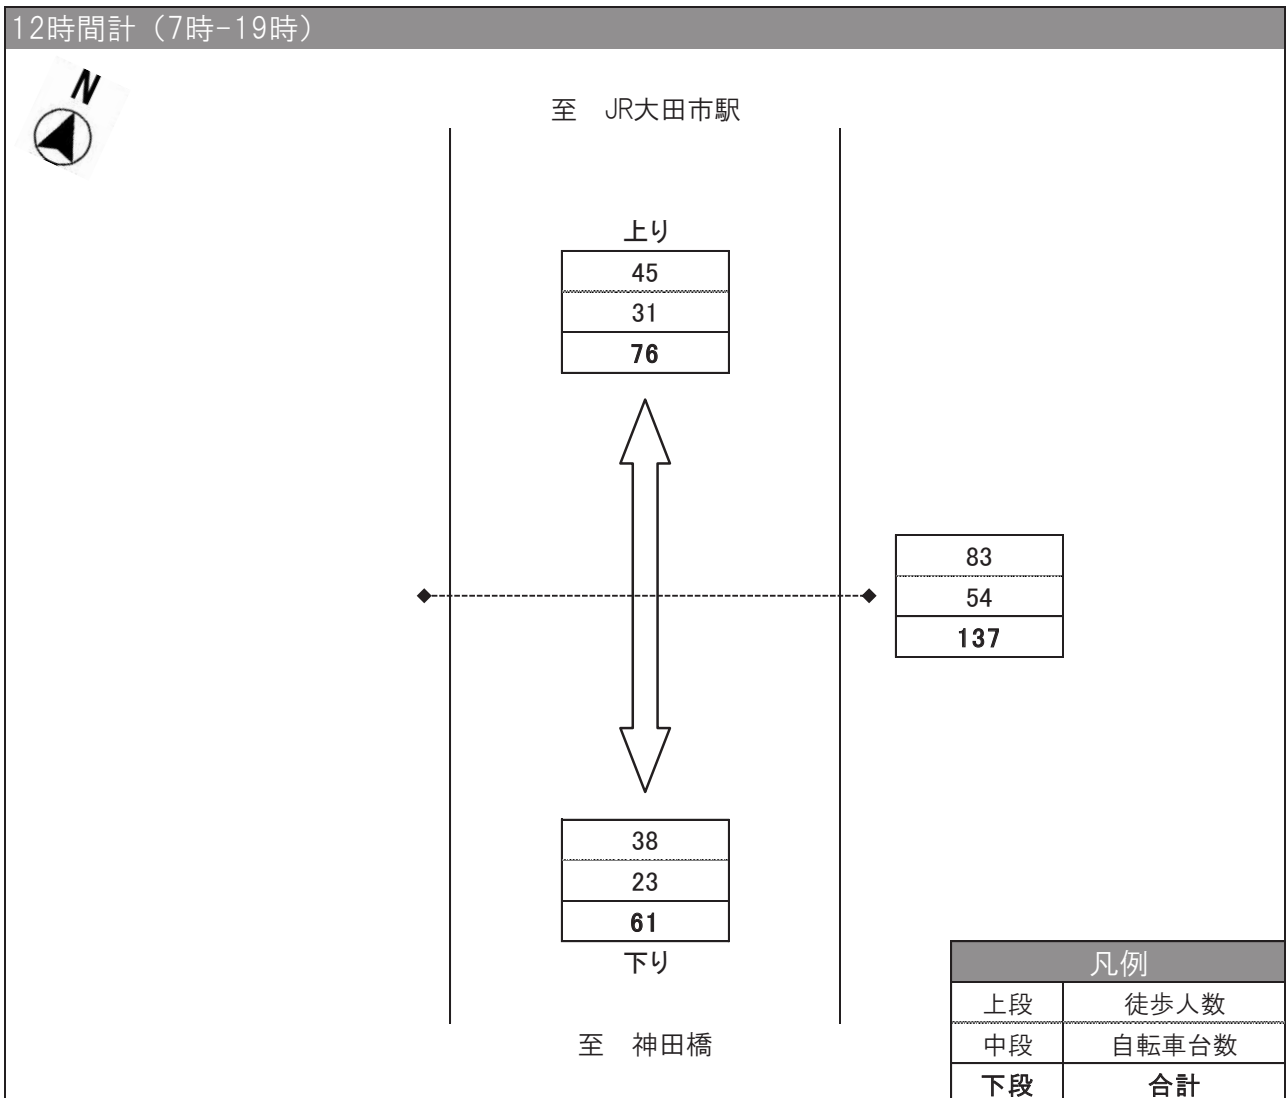 12時間計（7時-19時）
N
至　JR大田市駅
上り
45
31
76
83
54
137
38
23
61
下り
至　神田橋
凡例
上段　徒歩人数
中段　自転車台数
下段　合計